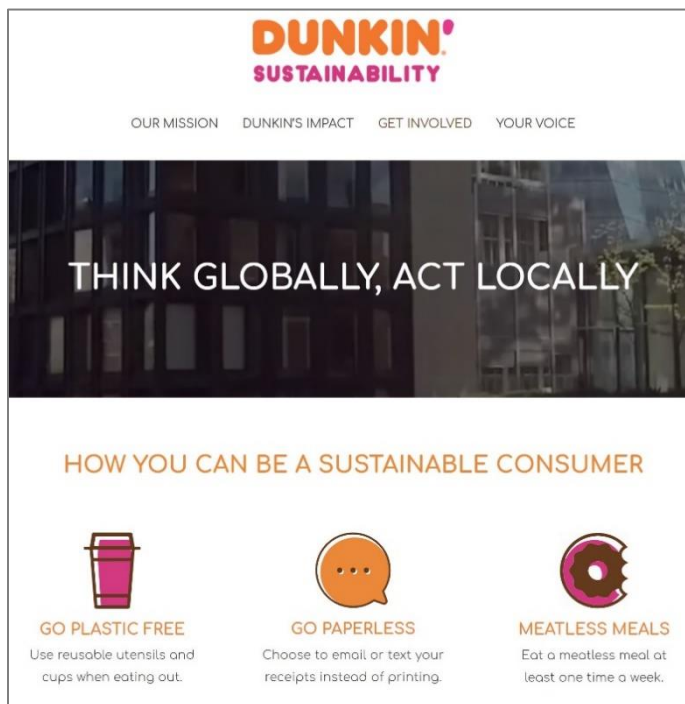 DUNKIN'
SUSTAINABILITY
OUR MISSION DUNKIN'S IMPACT GET INVOLVED YOUR VOICE
THINK GLOBALLY, ACT LOCALLY
HOW YOU CAN BE A SUSTAINABLE CONSUMER
GO PLASTIC FREE
Use reusable utensils and
cups when eating out.
GO PAPERLESS
Choose to email or text your
receipts instead of printing.
MEATLESS MEALS
Eat a meatless meal at
least one time a week.